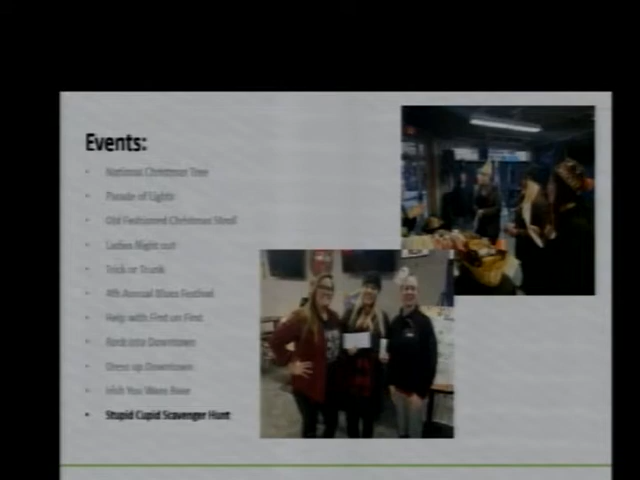 Events:
National Christmas Tree
Parade of Lights
Old Fashioned Christmas Stroll
Ladies Night out
Trick or Trunk
4th Annual Blues Festival
Help with First on First
Rock into Downtown
Dress up Downtown
Irish You Were Beer
Stupid Cupid Scavenger Hunt